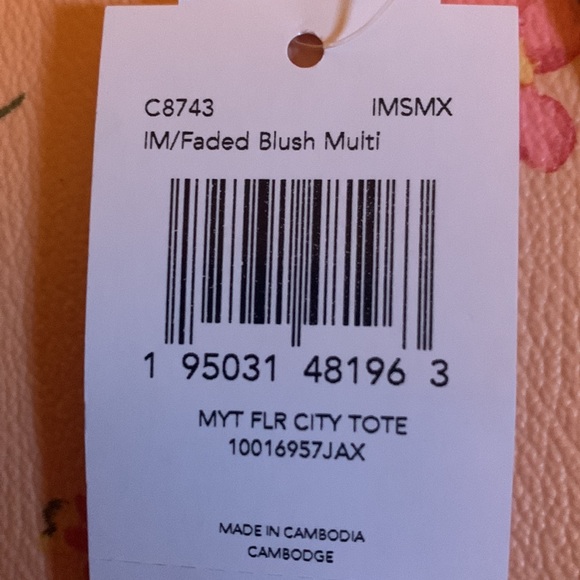 C8743 IMSMX
IM/Faded Blush Multi
1 95031 48196 3
MYT FLR CITY TOTE
10016957JAX
MADE IN CAMBODIA
CAMBODGE